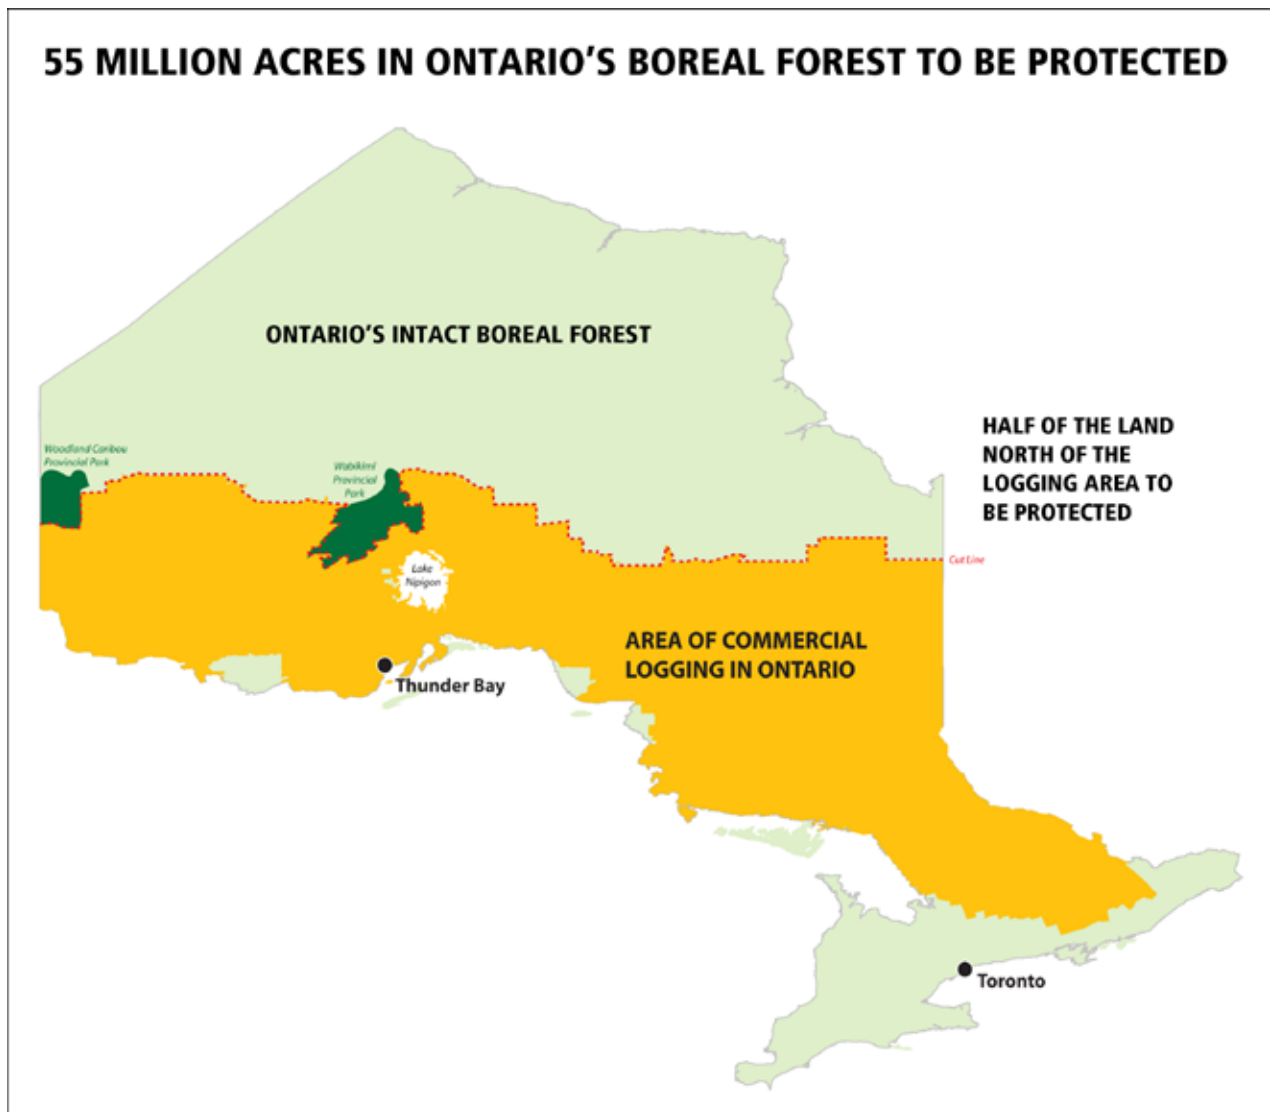 55 MILLION ACRES IN ONTARIO'S BOREAL FOREST TO BE PROTECTED
ONTARIO'S INTACT BOREAL FOREST
HALF OF THE LAND
NORTH OF THE
LOGGING AREA TO
BE PROTECTED
Woodland Caribou
Provincial Park
Wabikimi
Provincial
Park
Cut Line
Lake
Nipigon
AREA OF COMMERCIAL
LOGGING IN ONTARIO
Thunder Bay
Toronto